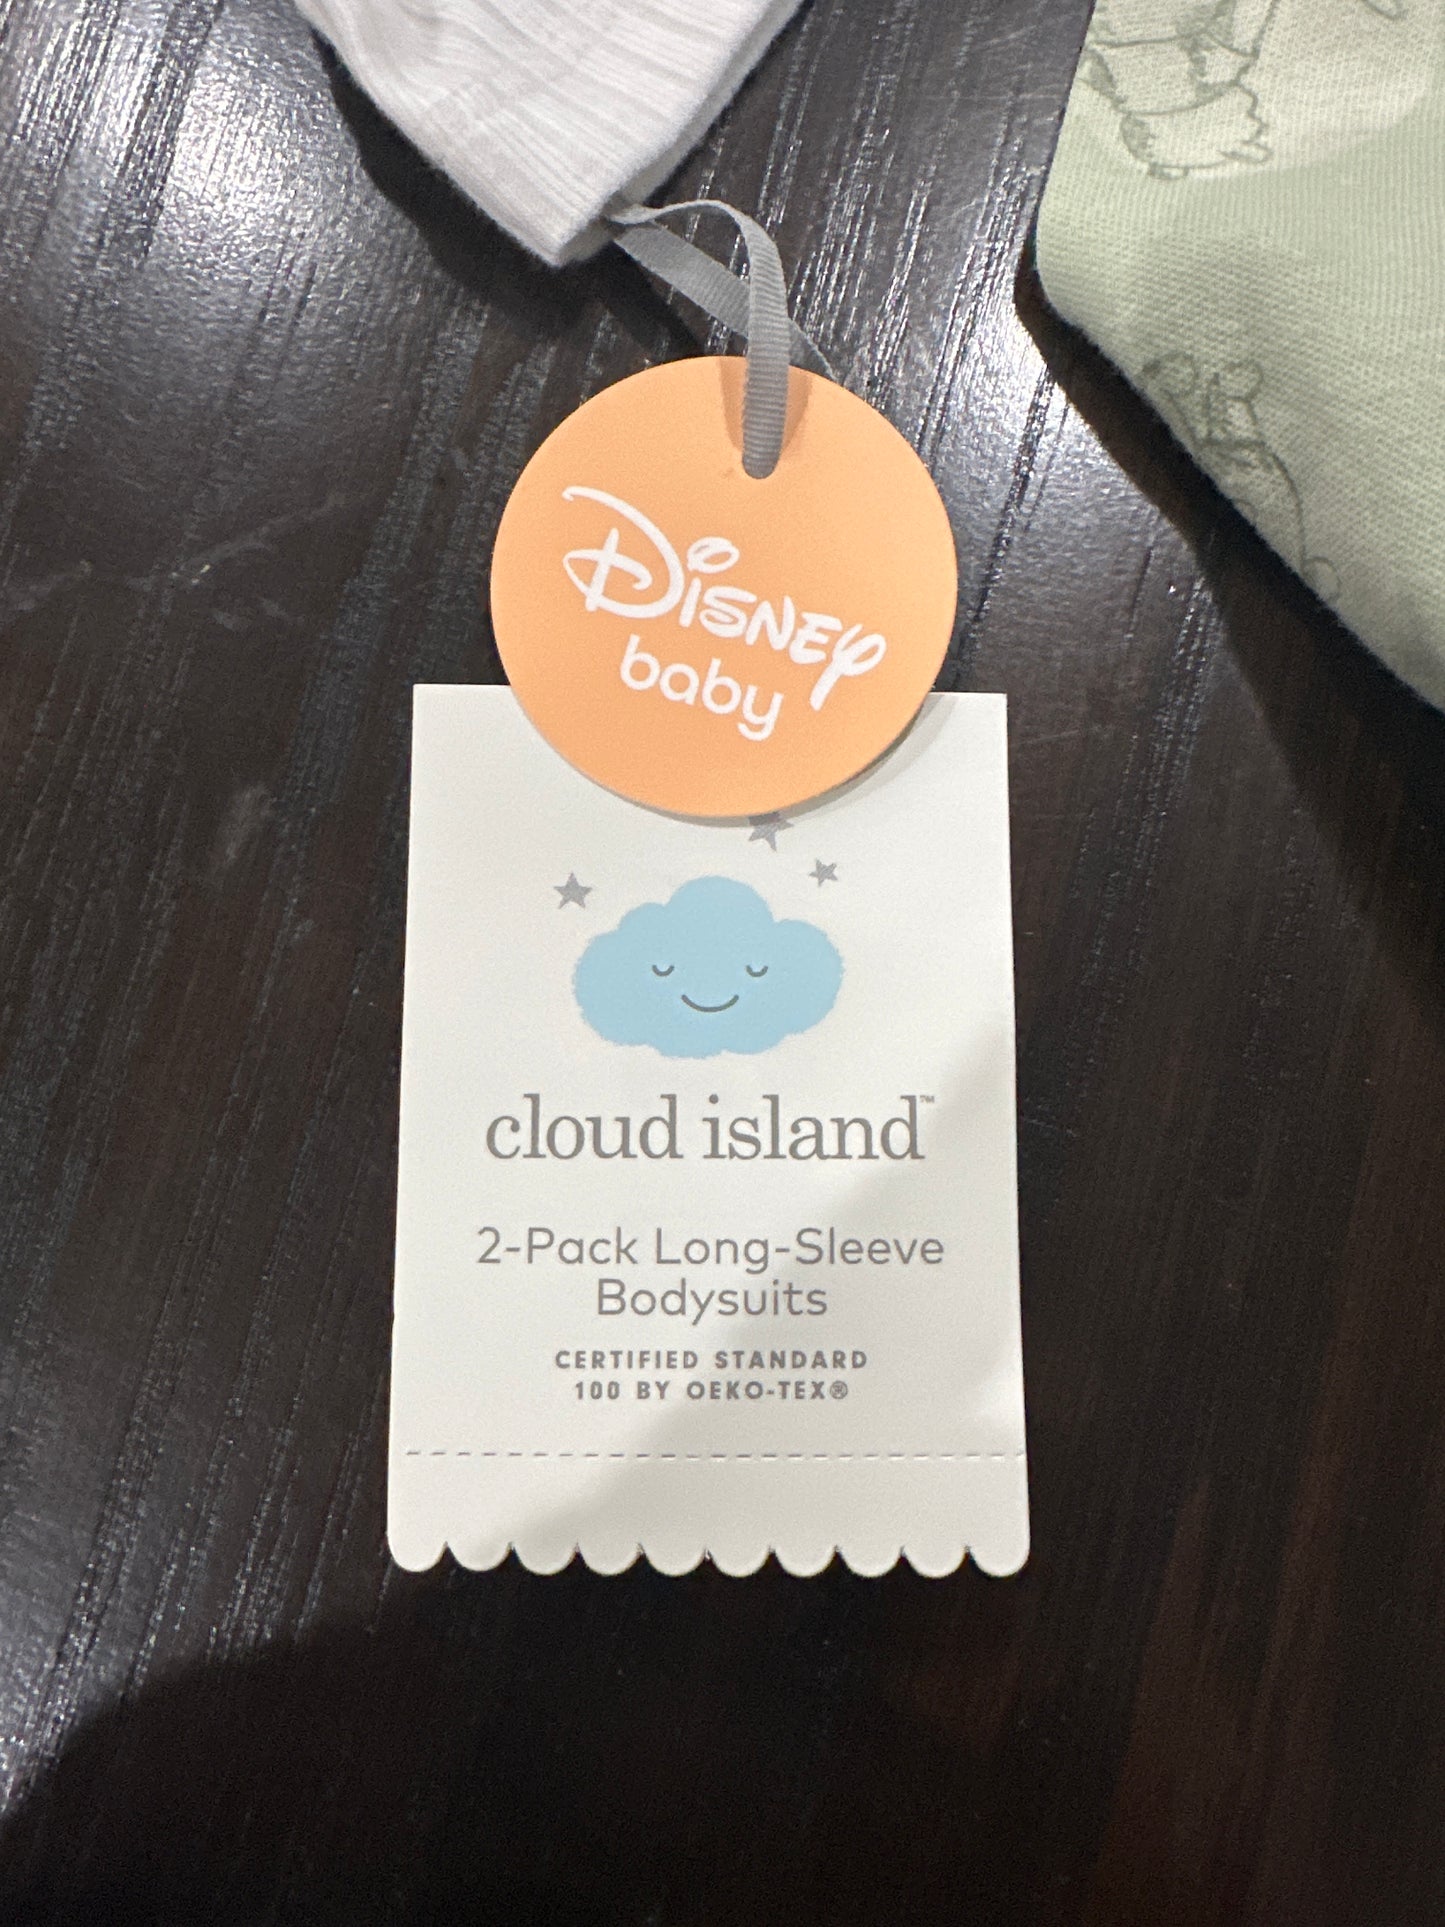 Disney
baby
cloud island™
2-Pack Long-Sleeve
Bodysuits
CERTIFIED STANDARD
100 BY OEKO-TEX®